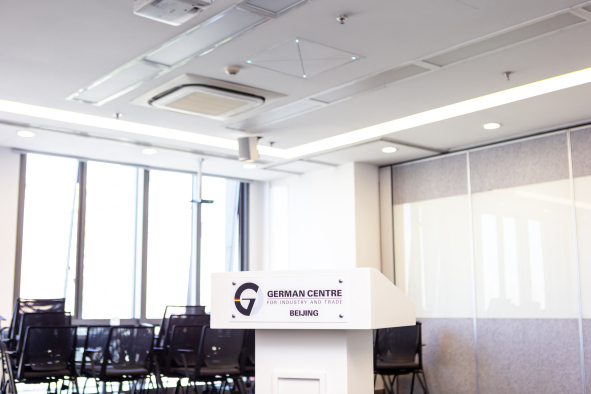 GERMAN CENTRE
FOR INDUSTRY AND TRADE
BEIJING